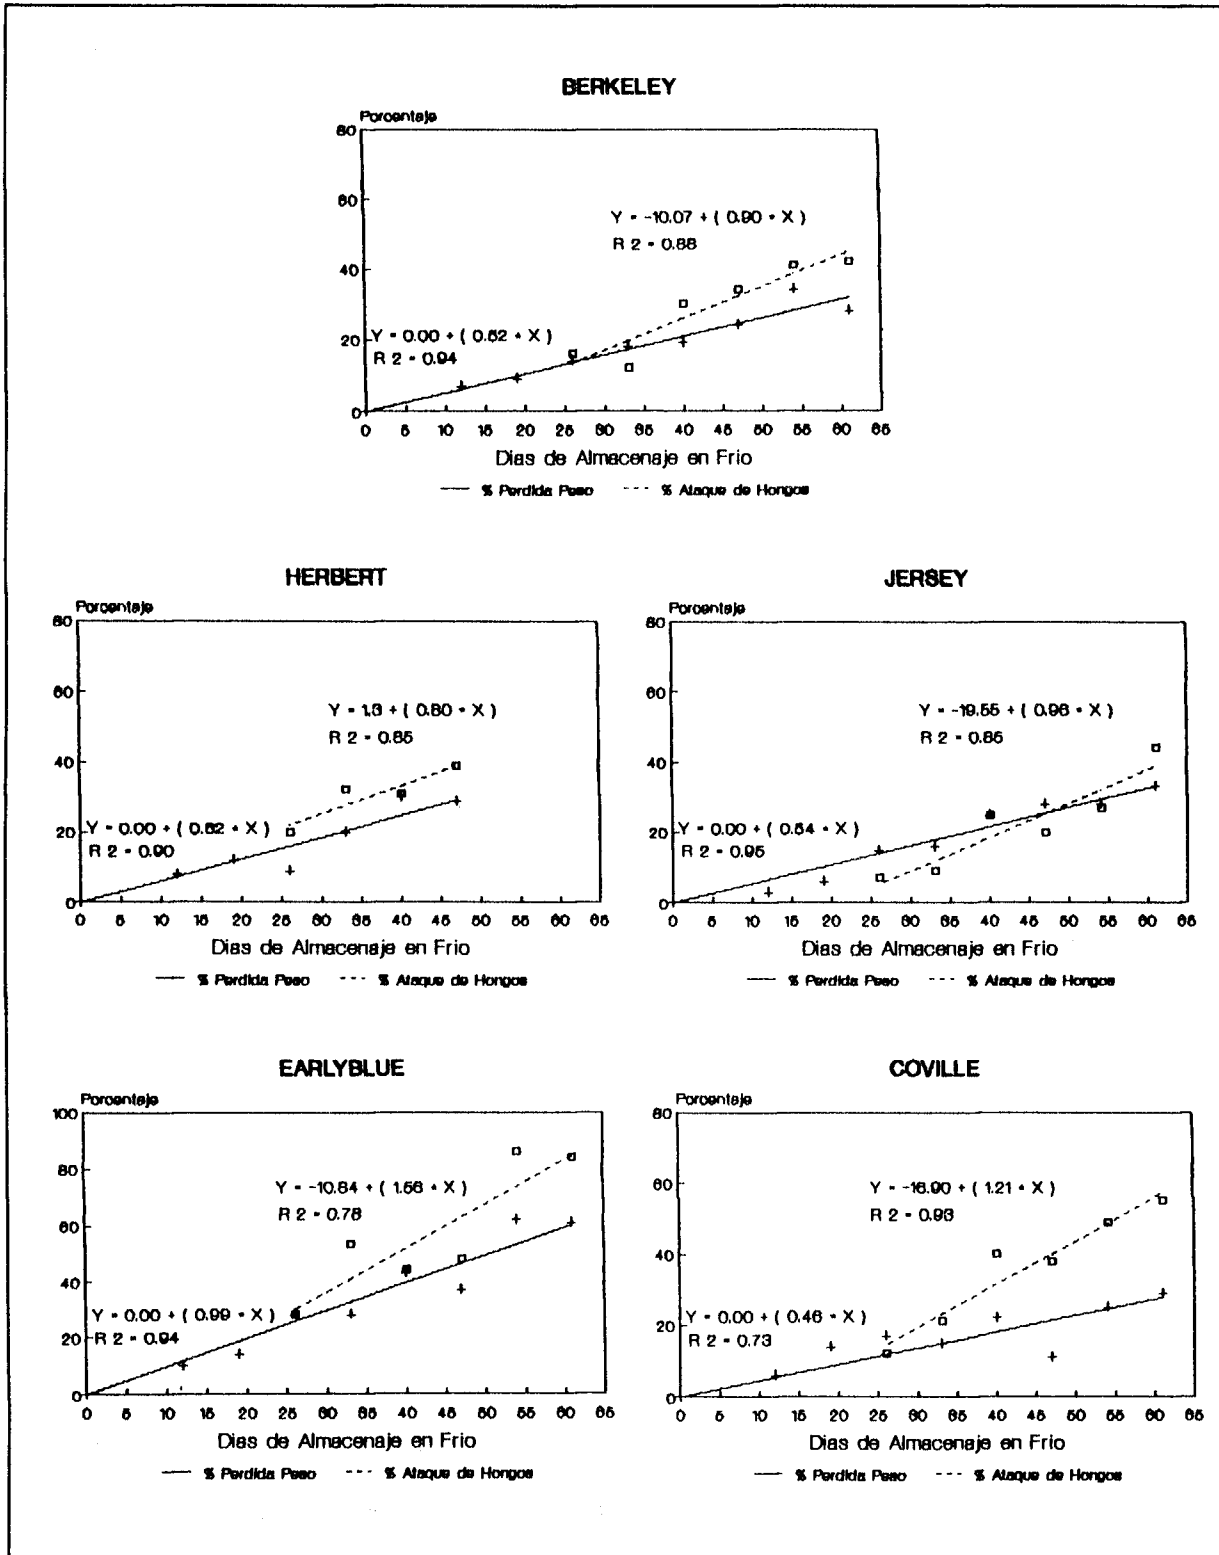 BERKELEY
Porcentaje
80
60
40
20
0
Y = -10.07 + ( 0.90 * X )
R 2 = 0.88
Y = 0.00 + ( 0.52 * X )
R 2 = 0.94
0 5 10 15 20 25 30 35 40 45 50 55 60 65
Dias de Almacenaje en Frio
% Perdida Peso % Ataque de Hongos
HERBERT
Porcentaje
80
60
40
20
0
Y = 1.3 + ( 0.80 * X )
R 2 = 0.85
Y = 0.00 + ( 0.62 * X )
R 2 = 0.90
0 5 10 15 20 25 30 35 40 45 50 55 60 65
Dias de Almacenaje en Frio
% Perdida Peso % Ataque de Hongos
JERSEY
Porcentaje
80
60
40
20
0
Y = -19.55 + ( 0.96 * X )
R 2 = 0.85
Y = 0.00 + ( 0.54 * X )
R 2 = 0.95
0 5 10 15 20 25 30 35 40 45 50 55 60 65
Dias de Almacenaje en Frio
% Perdida Peso % Ataque de Hongos
EARLYBLUE
Porcentaje
100
80
60
40
20
0
Y = -10.84 + ( 1.56 * X )
R 2 = 0.78
Y = 0.00 + ( 0.99 * X )
R 2 = 0.94
0 5 10 15 20 25 30 35 40 45 50 55 60 65
Dias de Almacenaje en Frio
% Perdida Peso % Ataque de Hongos
COVILLE
Porcentaje
80
60
40
20
0
Y = -16.90 + ( 1.21 * X )
R 2 = 0.93
Y = 0.00 + ( 0.46 * X )
R 2 = 0.73
0 5 10 15 20 25 30 35 40 45 50 55 60 65
Dias de Almacenaje en Frio
% Perdida Peso % Ataque de Hongos